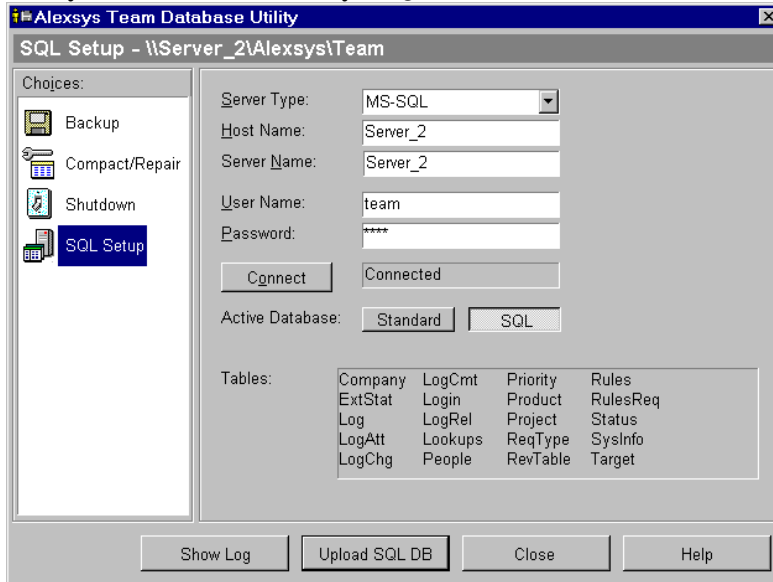 Alexsys Team Database Utility
SQL Setup - \\Server_2\Alexsys\Team
Choices:
Backup
Compact/Repair
Shutdown
SQL Setup
Server Type: MS-SQL
Host Name: Server_2
Server Name: Server_2
User Name: team
Password: ****
Connect Connected
Active Database: Standard SQL
Tables: Company LogCmt Priority Rules
ExtStat Login Product RulesReq
Log LogRel Project Status
LogAtt Lookups ReqType SysInfo
LogChg People RevTable Target
Show Log Upload SQL DB Close Help